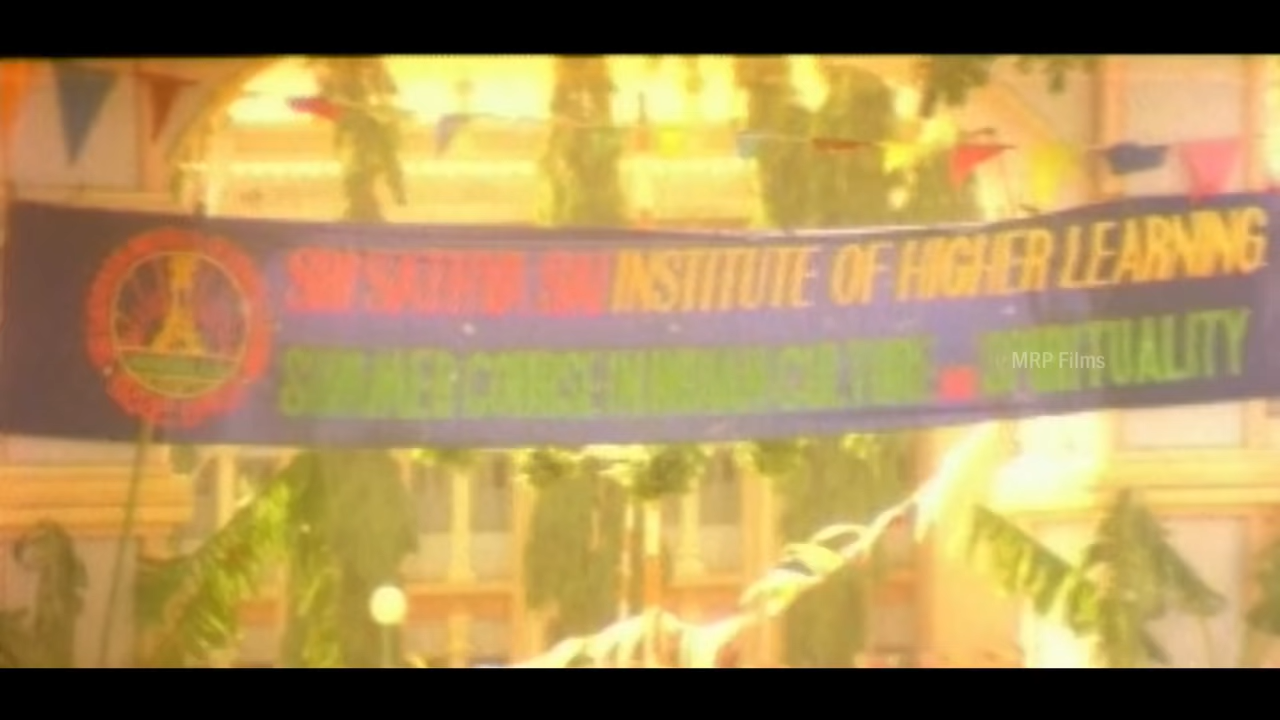 SRI SATHYA SAI INSTITUTE OF HIGHER LEARNING
SUMMER COURSE IN INDIAN CULTURE & SPIRITUALITY
MRP Films